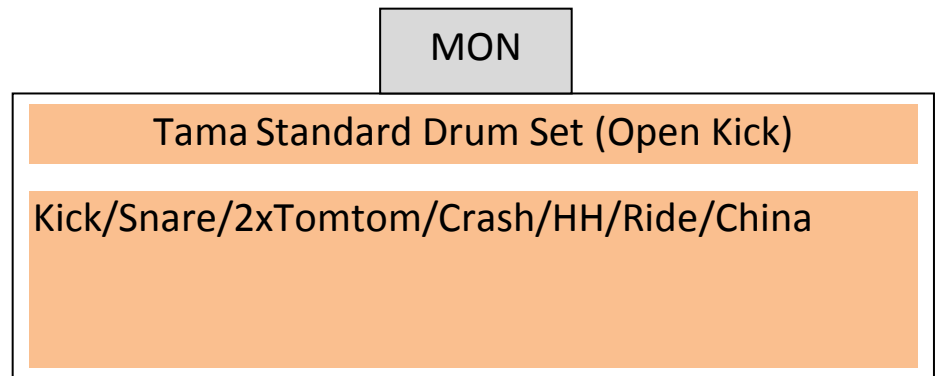 MON
Tama Standard Drum Set (Open Kick)
Kick/Snare/2xTomtom/Crash/HH/Ride/China